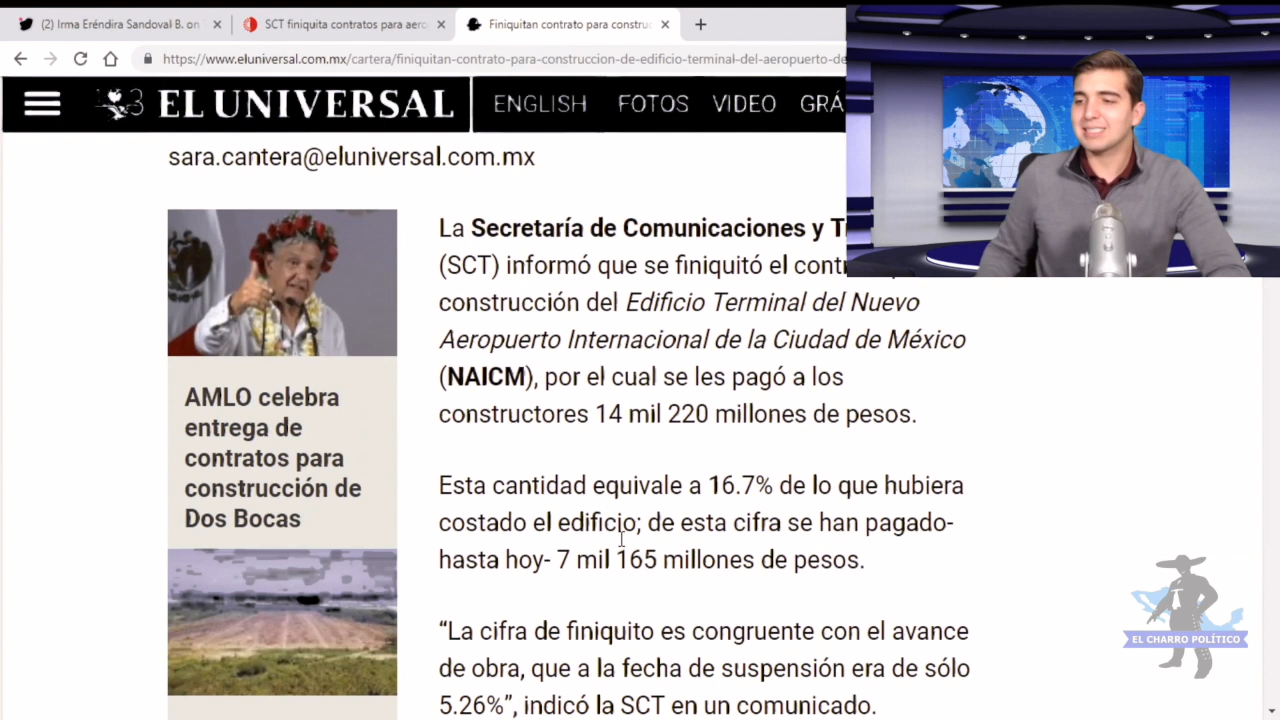 (2) Irma Eréndira Sandoval B. on
SCT finiquita contratos para aero
Finiquitan contrato para construc
https://www.eluniversal.com.mx/cartera/finiquitan-contrato-para-construccion-de-edificio-terminal-del-aeropuerto-de
EL UNIVERSAL
ENGLISH FOTOS VIDEO GRÁ
sara.cantera@eluniversal.com.mx
AMLO celebra
entrega de
contratos para
construcción de
Dos Bocas
La Secretaría de Comunicaciones y T
(SCT) informó que se finiquitó el cont
construcción del Edificio Terminal del Nuevo
Aeropuerto Internacional de la Ciudad de México
(NAICM), por el cual se les pagó a los
constructores 14 mil 220 millones de pesos.
Esta cantidad equivale a 16.7% de lo que hubiera
costado el edificio; de esta cifra se han pagado-
hasta hoy- 7 mil 165 millones de pesos.
“La cifra de finiquito es congruente con el avance
de obra, que a la fecha de suspensión era de sólo
5.26%”, indicó la SCT en un comunicado.
EL CHARRO POLÍTICO